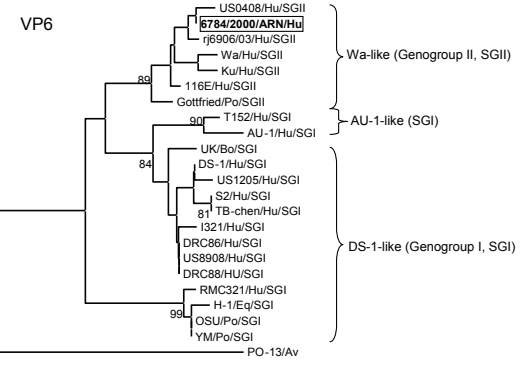 VP6
US0408/Hu/SGII
6784/2000/ARN/Hu
rj6906/03/Hu/SGII
Wa/Hu/SGII
Ku/Hu/SGII
116E/Hu/SGII
89
Gottfried/Po/SGII
Wa-like (Genogroup II, SGII)
T152/Hu/SGI
90
AU-1/Hu/SGI
AU-1-like (SGI)
UK/Bo/SGI
84
DS-1/Hu/SGI
US1205/Hu/SGI
S2/Hu/SGI
81
TB-chen/Hu/SGI
I321/Hu/SGI
DRC86/Hu/SGI
US8908/Hu/SGI
DRC88/HU/SGI
DS-1-like (Genogroup I, SGI)
RMC321/Hu/SGI
H-1/Eq/SGI
99
OSU/Po/SGI
YM/Po/SGI
PO-13/Av